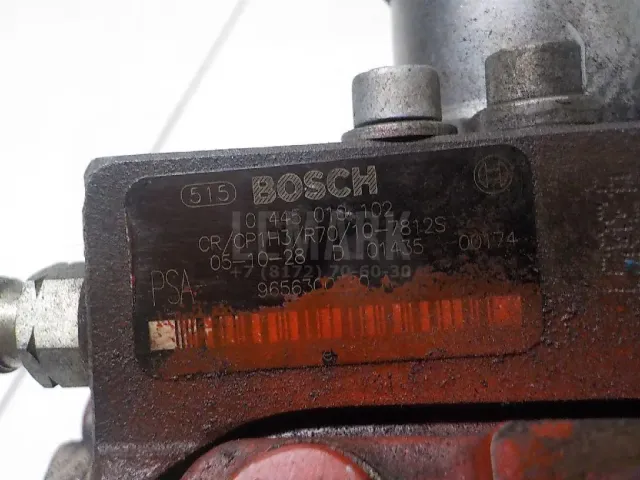 515 BOSCH
0 445 010 102
CR/CP1H3/R70/10-7812S
05-10-28 00174
PSA
LEMARK
+7 (8172) 70-60-30